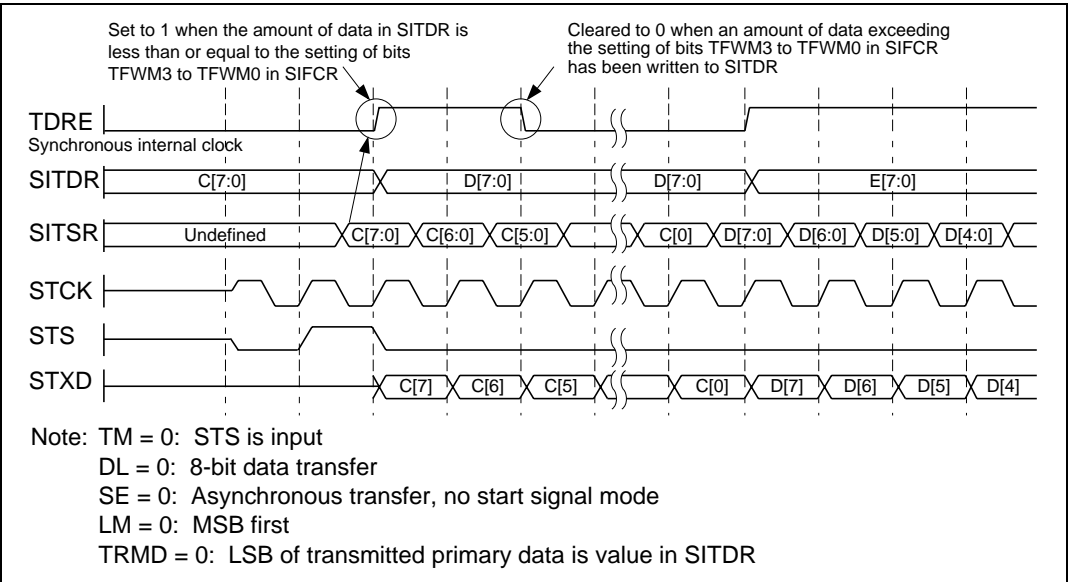 Set to 1 when the amount of data in SITDR is
less than or equal to the setting of bits
TFWM3 to TFWM0 in SIFCR
Cleared to 0 when an amount of data exceeding
the setting of bits TFWM3 to TFWM0 in SIFCR
has been written to SITDR
TDRE
Synchronous internal clock
SITDR C[7:0] D[7:0] D[7:0] E[7:0]
SITSR Undefined C[7:0] C[6:0] C[5:0] C[0] D[7:0] D[6:0] D[5:0] D[4:0]
STCK
STS
STXD C[7] C[6] C[5] C[0] D[7] D[6] D[5] D[4]
Note: TM = 0: STS is input
DL = 0: 8-bit data transfer
SE = 0: Asynchronous transfer, no start signal mode
LM = 0: MSB first
TRMD = 0: LSB of transmitted primary data is value in SITDR